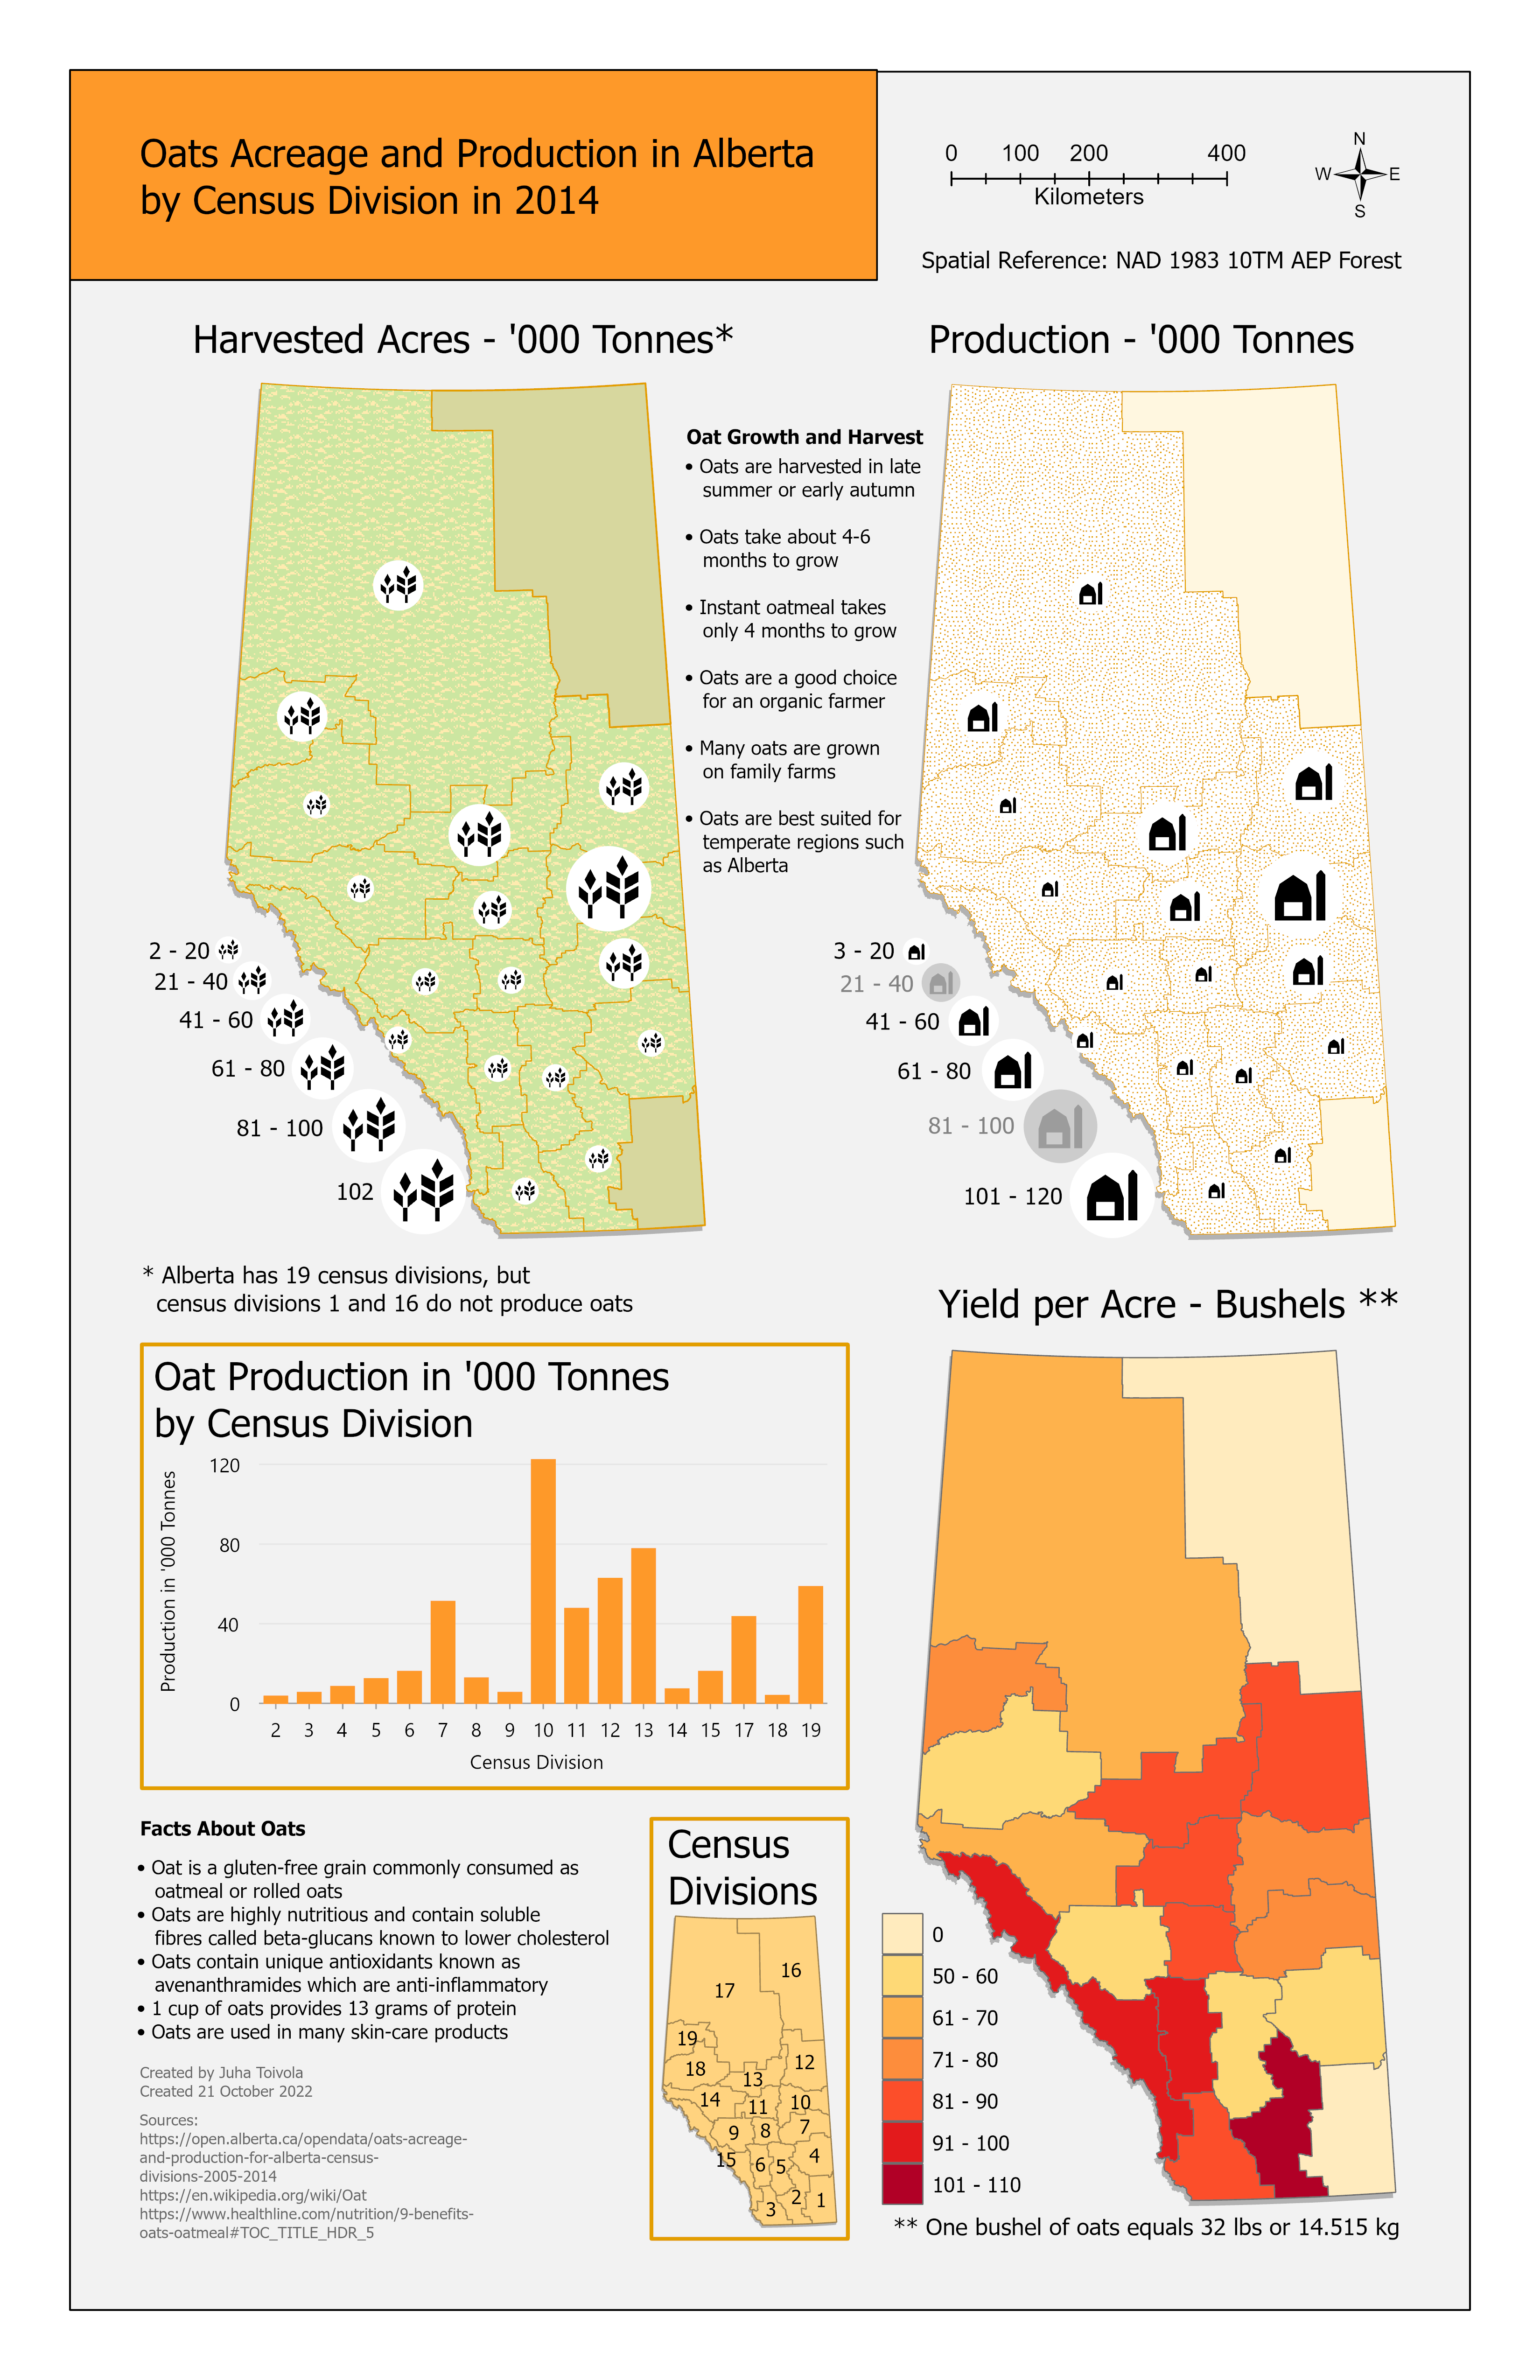 Oats Acreage and Production in Alberta
by Census Division in 2014
0 100 200 400
Kilometers
N
W E
S
Spatial Reference: NAD 1983 10TM AEP Forest
Harvested Acres - '000 Tonnes*
2 - 20
21 - 40
41 - 60
61 - 80
81 - 100
102
* Alberta has 19 census divisions, but
census divisions 1 and 16 do not produce oats
Oat Growth and Harvest
• Oats are harvested in late
summer or early autumn
• Oats take about 4-6
months to grow
• Instant oatmeal takes
only 4 months to grow
• Oats are a good choice
for an organic farmer
• Many oats are grown
on family farms
• Oats are best suited for
temperate regions such
as Alberta
Production - '000 Tonnes
3 - 20
21 - 40
41 - 60
61 - 80
81 - 100
101 - 120
Oat Production in '000 Tonnes
by Census Division
Production in '000 Tonnes
120
80
40
0
2 3 4 5 6 7 8 9 10 11 12 13 14 15 17 18 19
Census Division
Facts About Oats
• Oat is a gluten-free grain commonly consumed as
oatmeal or rolled oats
• Oats are highly nutritious and contain soluble
fibres called beta-glucans known to lower cholesterol
• Oats contain unique antioxidants known as
avenanthramides which are anti-inflammatory
• 1 cup of oats provides 13 grams of protein
• Oats are used in many skin-care products
Created by Juha Toivola
Created 21 October 2022
Sources:
https://open.alberta.ca/opendata/oats-acreage-
and-production-for-alberta-census-
divisions-2005-2014
https://en.wikipedia.org/wiki/Oat
https://www.healthline.com/nutrition/9-benefits-
oats-oatmeal#TOC_TITLE_HDR_5
Census
Divisions
16
17
19
18
12
13
14
11
10
9
8
7
15
6
5
4
3
2
1
Yield per Acre - Bushels **
0
50 - 60
61 - 70
71 - 80
81 - 90
91 - 100
101 - 110
** One bushel of oats equals 32 lbs or 14.515 kg